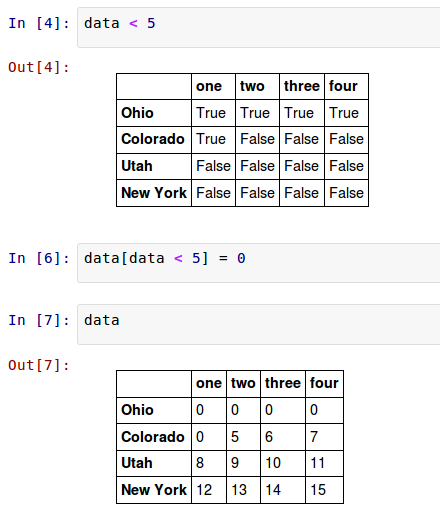 In [4]: data < 5
Out[4]:
one two three four
Ohio True True True True
Colorado True False False False
Utah False False False False
New York False False False False
In [6]: data[data < 5] = 0
In [7]: data
Out[7]:
one two three four
Ohio 0 0 0 0
Colorado 0 5 6 7
Utah 8 9 10 11
New York 12 13 14 15